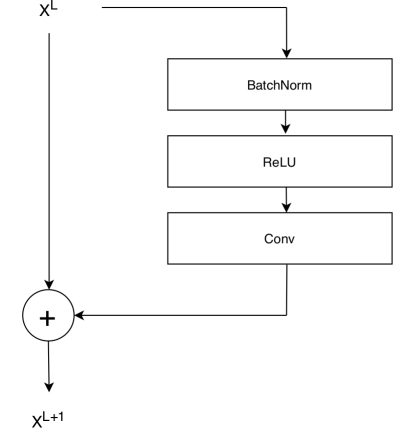 X^L
BatchNorm
ReLU
Conv
+
X^L+1